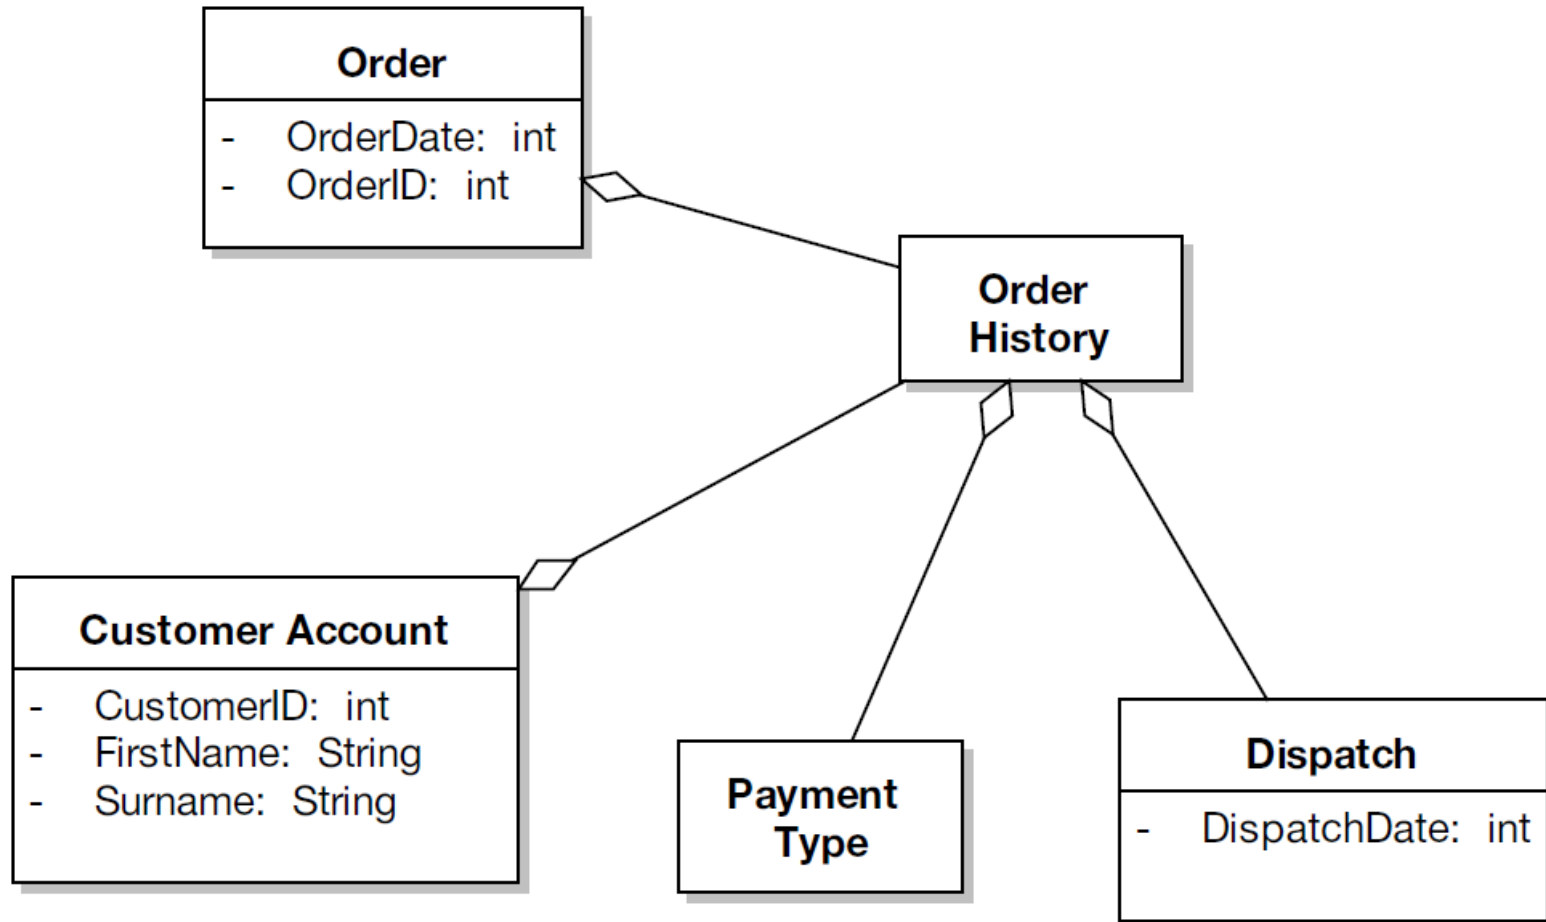 Order
- OrderDate: int
- OrderID: int
Order
History
Customer Account
- CustomerID: int
- FirstName: String
- Surname: String
Payment
Type
Dispatch
- DispatchDate: int